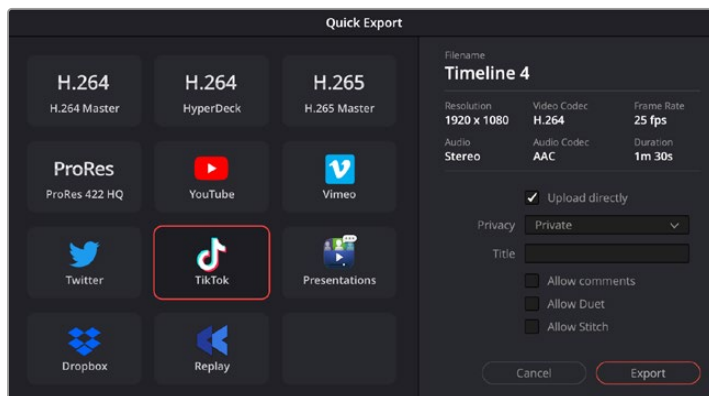 Quick Export
H.264
H.264 Master
H.264
HyperDeck
H.265
H.265 Master
ProRes
ProRes 422 HQ
YouTube
Vimeo
Twitter
TikTok
Presentations
Dropbox
Replay
Filename
Timeline 4
Resolution Video Codec Frame Rate
1920 x 1080 H.264 25 fps
Audio Audio Codec Duration
Stereo AAC 1m 30s
Upload directly
Privacy Private
Title
Allow comments
Allow Duet
Allow Stitch
Cancel Export